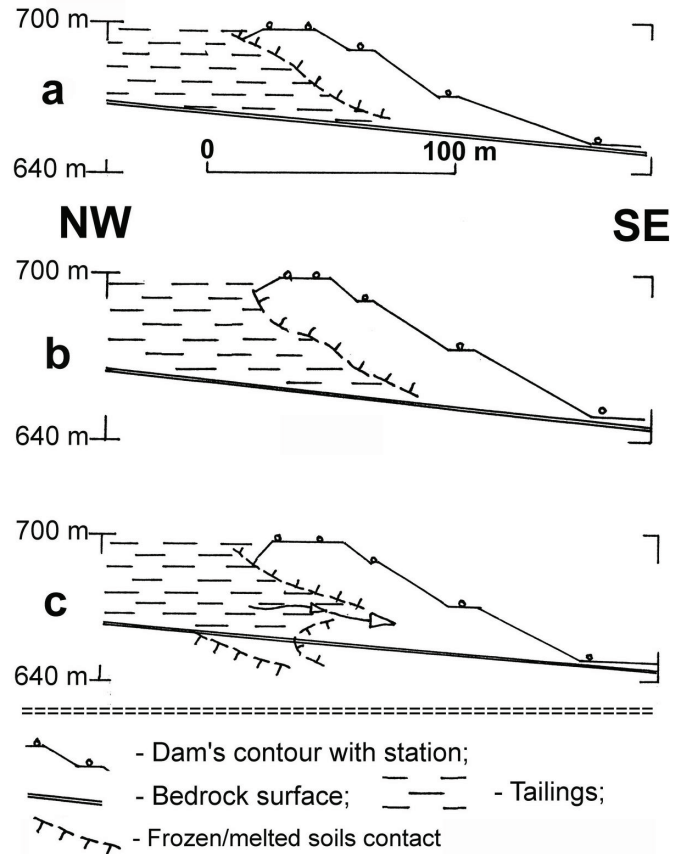 700 m
a
0 100 m
640 m
NW SE
700 m
b
640 m
700 m
c
640 m
- Dam's contour with station;
- Bedrock surface; - Tailings;
- Frozen/melted soils contact